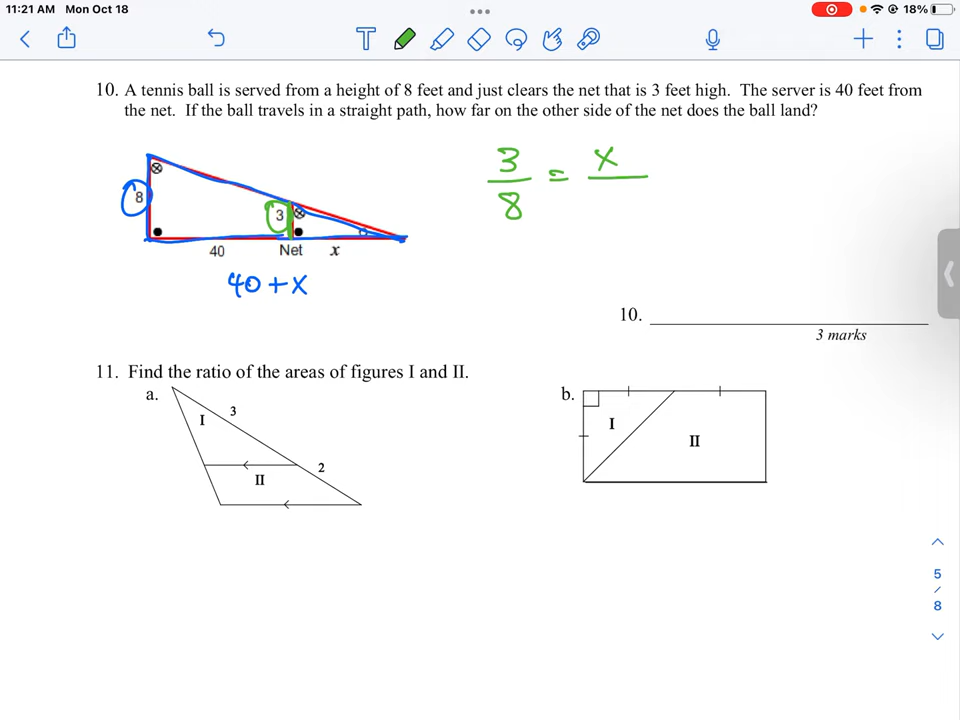 11:21 AM Mon Oct 18
18%
T
10. A tennis ball is served from a height of 8 feet and just clears the net that is 3 feet high. The server is 40 feet from
the net. If the ball travels in a straight path, how far on the other side of the net does the ball land?
8
3
40 Net x
40 + x
3/8 = x
10. ____________________
3 marks
11. Find the ratio of the areas of figures I and II.
a.
I
3
II
2
b.
I
II
5
/
8